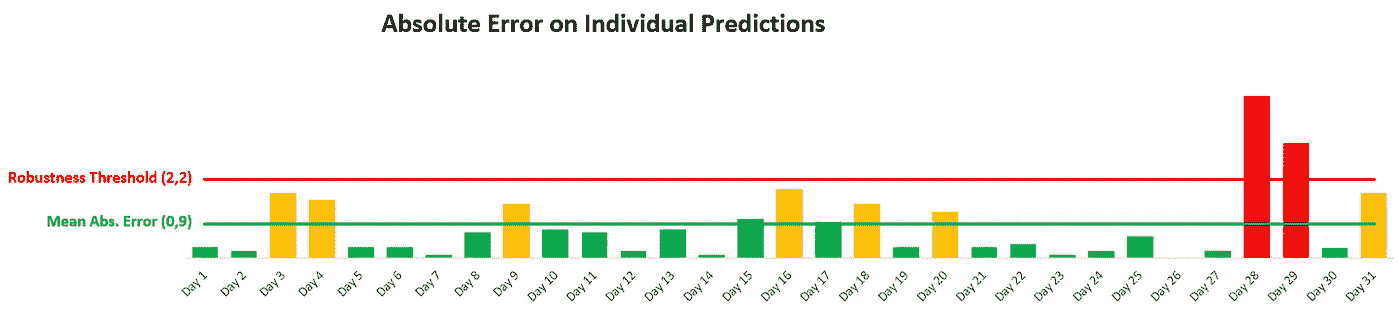 Absolute Error on Individual Predictions
Robustness Threshold (2,2)
Mean Abs. Error (0,9)
Day 1
Day 2
Day 3
Day 4
Day 5
Day 6
Day 7
Day 8
Day 9
Day 10
Day 11
Day 12
Day 13
Day 14
Day 15
Day 16
Day 17
Day 18
Day 19
Day 20
Day 21
Day 22
Day 23
Day 24
Day 25
Day 26
Day 27
Day 28
Day 29
Day 30
Day 31